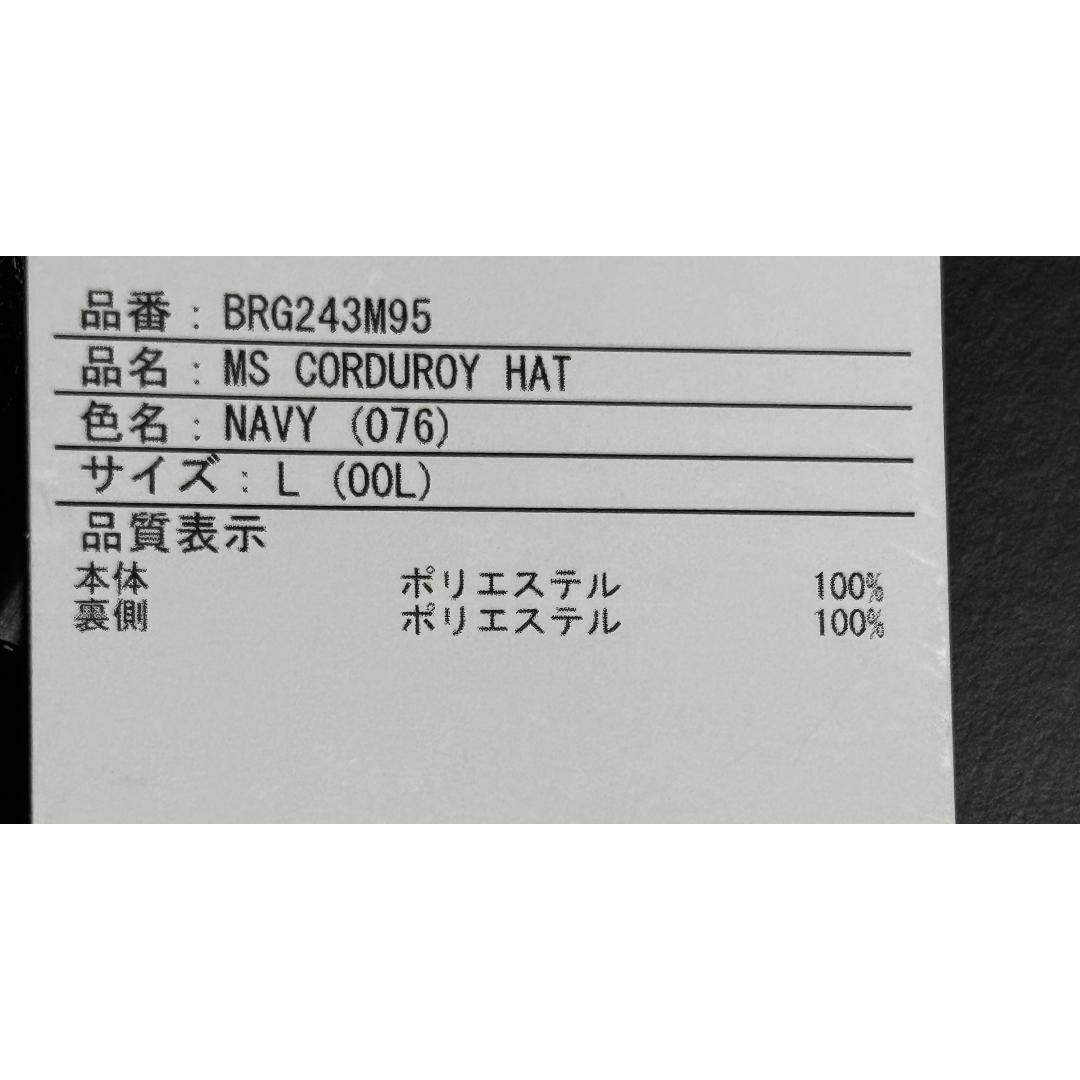 品番 : BRG243M95
品名 : MS CORDUROY HAT
色名 : NAVY (076)
サイズ : L (00L)
品質表示
本体 ポリエステル 100%
裏側 ポリエステル 100%